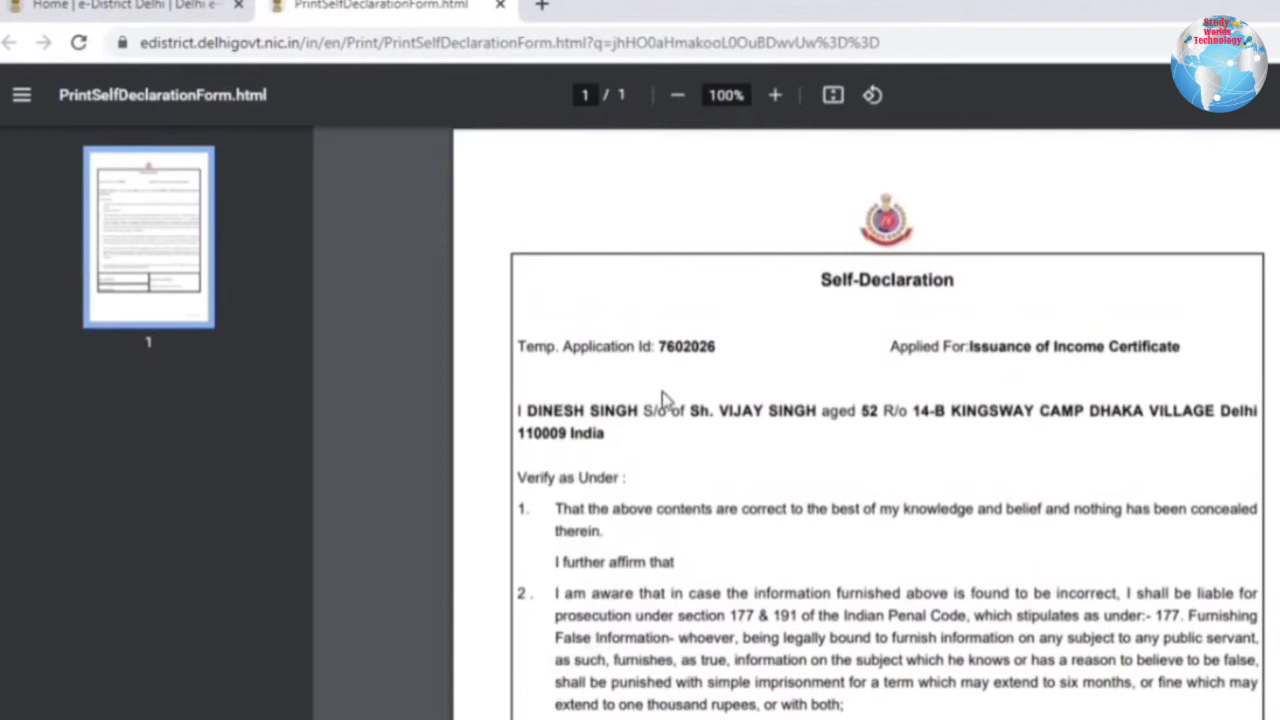 Home | e-District Delhi | Delhi e-
PrintSelfDeclarationForm.html
edistrict.delhigovt.nic.in/in/en/Print/PrintSelfDeclarationForm.html?q=jhHO0aHmakooL0OuBDwvUw%3D%3D
Study
Worlds
Technology
PrintSelfDeclarationForm.html
1 / 1
100%
1
Self-Declaration
Temp. Application Id: 7602026
Applied For:Issuance of Income Certificate
I DINESH SINGH S/o of Sh. VIJAY SINGH aged 52 R/o 14-B KINGSWAY CAMP DHAKA VILLAGE Delhi
110009 India
Verify as Under :
1. That the above contents are correct to the best of my knowledge and belief and nothing has been concealed
therein.
I further affirm that
2 . I am aware that in case the information furnished above is found to be incorrect, I shall be liable for
prosecution under section 177 & 191 of the Indian Penal Code, which stipulates as under:- 177. Furnishing
False Information- whoever, being legally bound to furnish information on any subject to any public servant,
as such, furnishes, as true, information on the subject which he knows or has a reason to believe to be false,
shall be punished with simple imprisonment for a term which may extend to six months, or fine which may
extend to one thousand rupees, or with both;